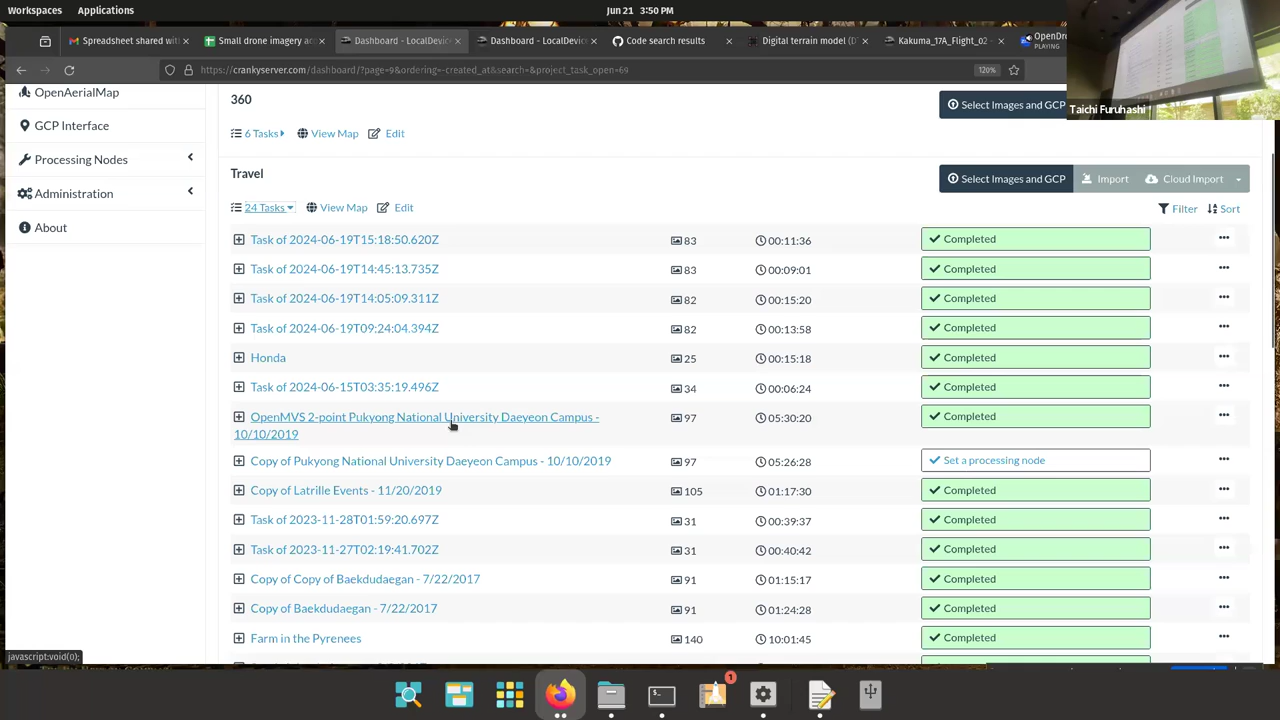 Workspaces Applications Jun 21 3:50 PM
Spreadsheet shared wit × Small drone imagery ac × Dashboard - LocalDevic × Dashboard - LocalDevic × Code search results × Digital terrain model (D × Kakuma_17A_Flight_02 - × OpenDro
PLAYING
https://crankyserver.com/dashboard/?page=9&ordering=-created_at&search=&project_task_open=69 120%
Taichi Furuhashi
OpenAerialMap
GCP Interface
Processing Nodes
Administration
About
360
Select Images and GCP
6 Tasks View Map Edit
Travel
Select Images and GCP Import Cloud Import
24 Tasks View Map Edit Filter Sort
Task of 2024-06-19T15:18:50.620Z 83 00:11:36 Completed
Task of 2024-06-19T14:45:13.735Z 83 00:09:01 Completed
Task of 2024-06-19T14:05:09.311Z 82 00:15:20 Completed
Task of 2024-06-19T09:24:04.394Z 82 00:13:58 Completed
Honda 25 00:15:18 Completed
Task of 2024-06-15T03:35:19.496Z 34 00:06:24 Completed
OpenMVS 2-point Pukyong National University Daeyeon Campus - 97 05:30:20 Completed
10/10/2019
Copy of Pukyong National University Daeyeon Campus - 10/10/2019 97 05:26:28 Set a processing node
Copy of Latrille Events - 11/20/2019 105 01:17:30 Completed
Task of 2023-11-28T01:59:20.697Z 31 00:39:37 Completed
Task of 2023-11-27T02:19:41.702Z 31 00:40:42 Completed
Copy of Copy of Baekdudaegan - 7/22/2017 91 01:15:17 Completed
Copy of Baekdudaegan - 7/22/2017 91 01:24:28 Completed
Farm in the Pyrenees 140 10:01:45 Completed
javascript:void(0);
1